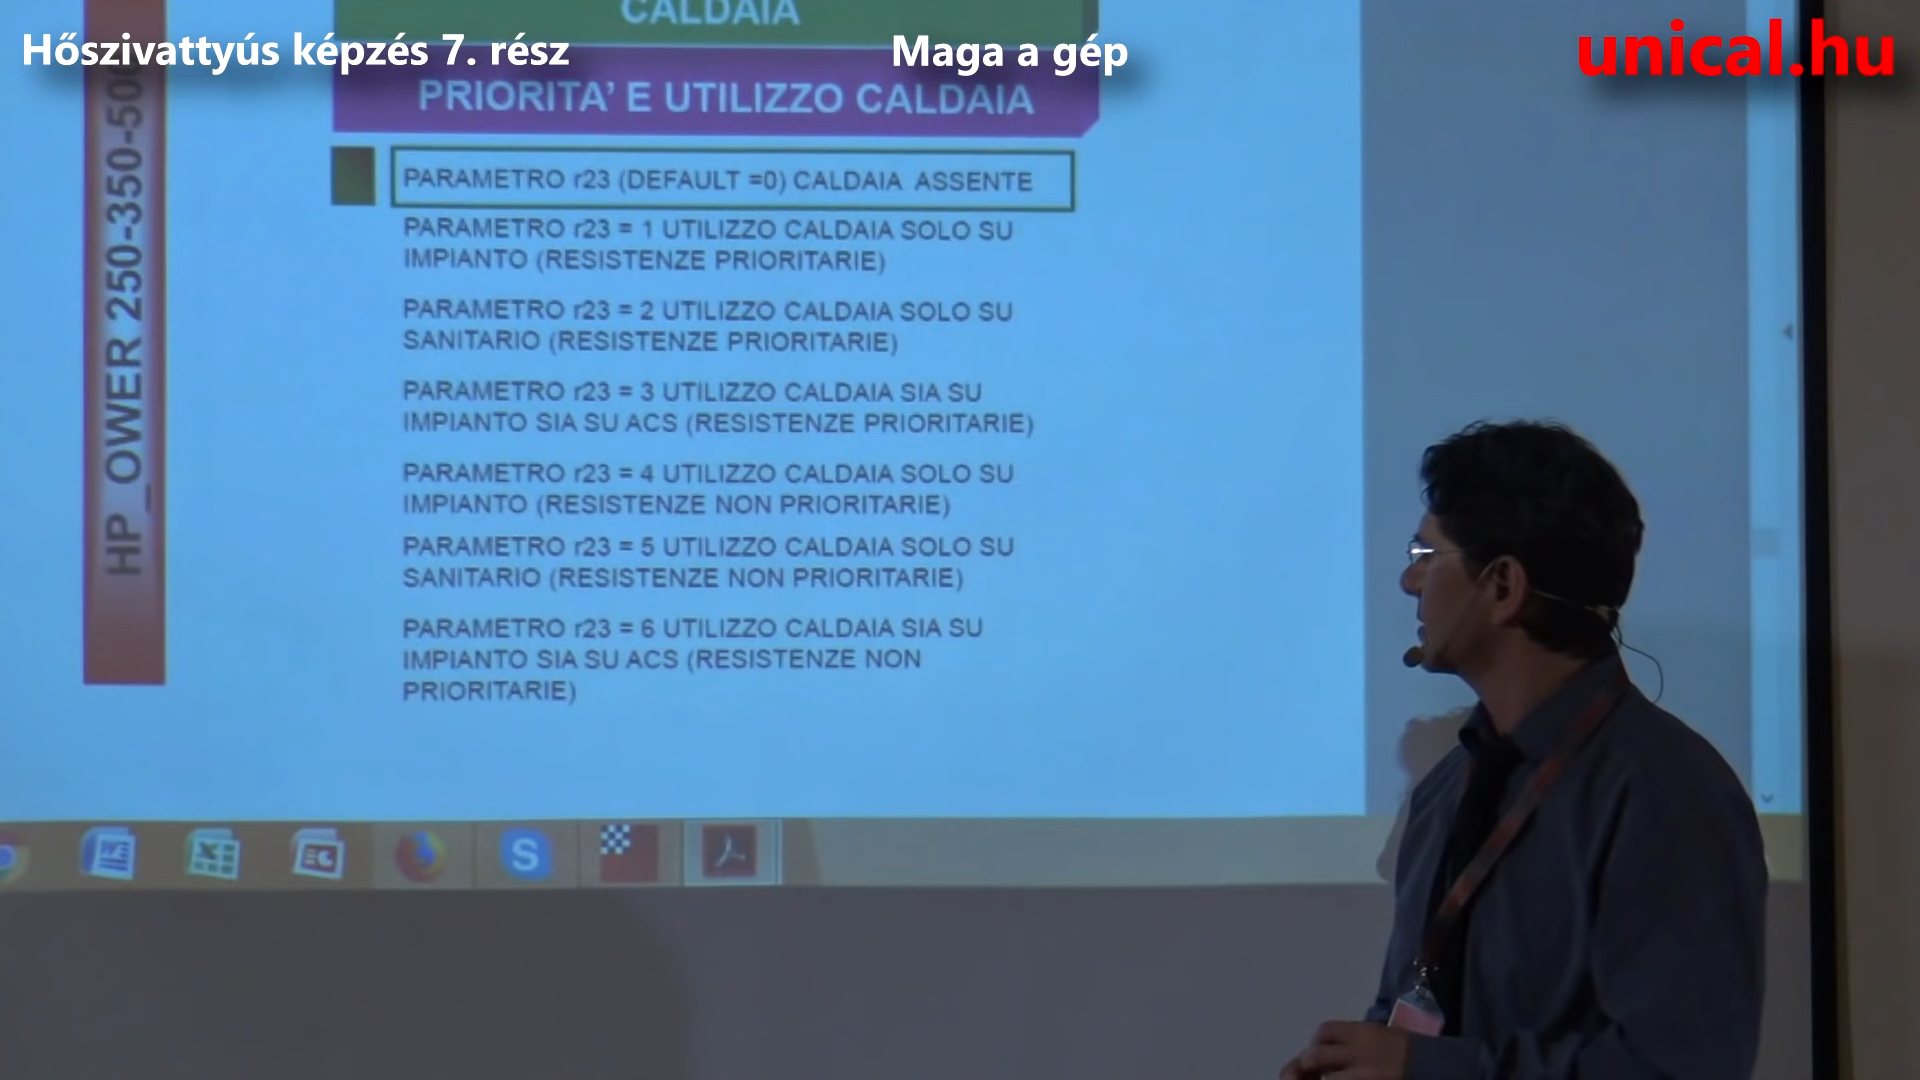 CALDAIA
Hőszivattyús képzés 7. rész
Maga a gép
unical.hu
PRIORITA' E UTILIZZO CALDAIA
HP_OWER 250-350-500
PARAMETRO r23 (DEFAULT =0) CALDAIA ASSENTE
PARAMETRO r23 = 1 UTILIZZO CALDAIA SOLO SU
IMPIANTO (RESISTENZE PRIORITARIE)
PARAMETRO r23 = 2 UTILIZZO CALDAIA SOLO SU
SANITARIO (RESISTENZE PRIORITARIE)
PARAMETRO r23 = 3 UTILIZZO CALDAIA SIA SU
IMPIANTO SIA SU ACS (RESISTENZE PRIORITARIE)
PARAMETRO r23 = 4 UTILIZZO CALDAIA SOLO SU
IMPIANTO (RESISTENZE NON PRIORITARIE)
PARAMETRO r23 = 5 UTILIZZO CALDAIA SOLO SU
SANITARIO (RESISTENZE NON PRIORITARIE)
PARAMETRO r23 = 6 UTILIZZO CALDAIA SIA SU
IMPIANTO SIA SU ACS (RESISTENZE NON
PRIORITARIE)
S